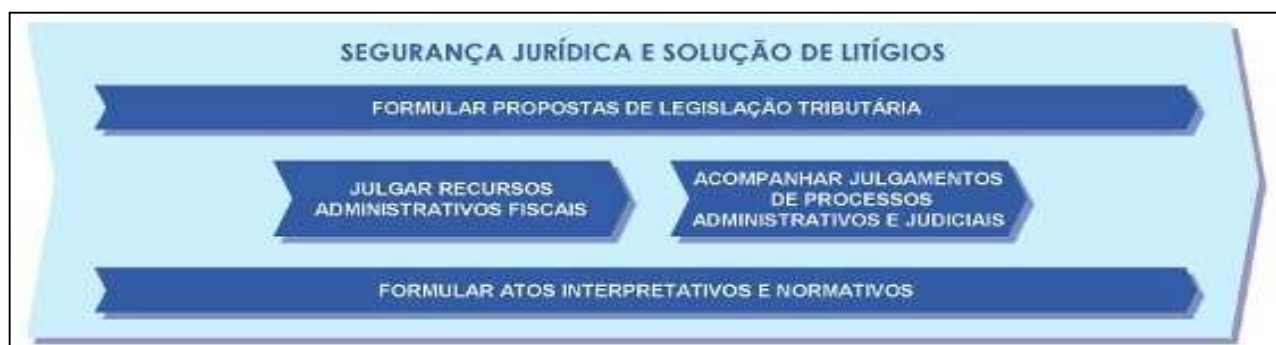 SEGURANÇA JURÍDICA E SOLUÇÃO DE LITÍGIOS
FORMULAR PROPOSTAS DE LEGISLAÇÃO TRIBUTÁRIA
JULGAR RECURSOS
ADMINISTRATIVOS FISCAIS
ACOMPANHAR JULGAMENTOS
DE PROCESSOS
ADMINISTRATIVOS E JUDICIAIS
FORMULAR ATOS INTERPRETATIVOS E NORMATIVOS